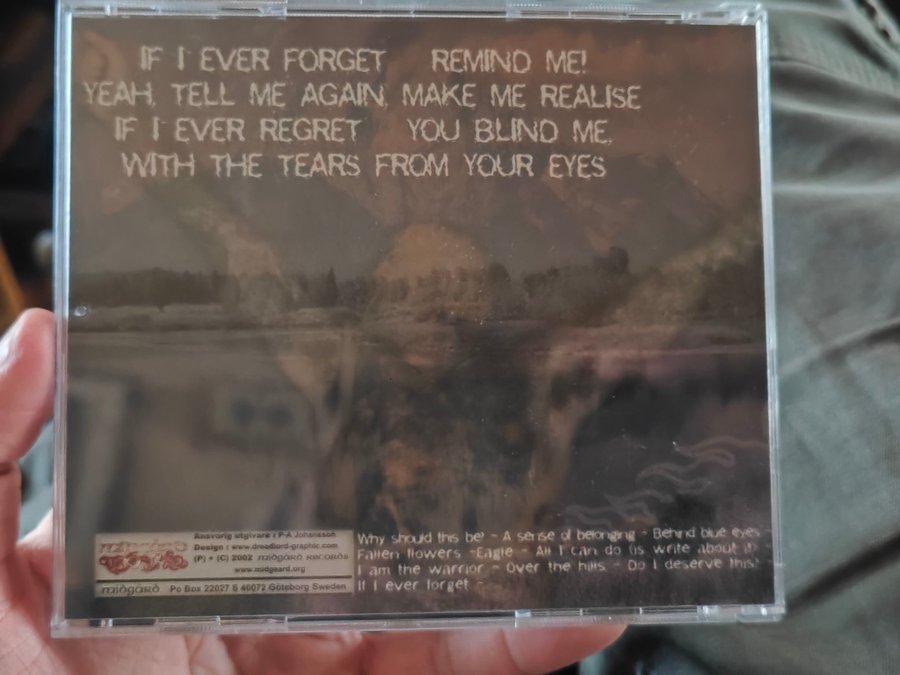 IF I EVER FORGET REMIND ME!
YEAH, TELL ME AGAIN, MAKE ME REALISE
IF I EVER REGRET YOU BLIND ME,
WITH THE TEARS FROM YOUR EYES
Ansvarig utgivare : P-A Johansson
Design : www.dreadlord-graphic.com
(P) + (C) 2002 midgård records
www.midgaard.org
midgård Po Box 22027 S 40072 Göteborg Sweden
Why should this be? - A sense of belonging - Behind blue eyes -
Fallen flowers - Eagle - All I can do (is write about it) -
I am the warrior - Over the hills - Do I deserve this? -
If I ever forget -